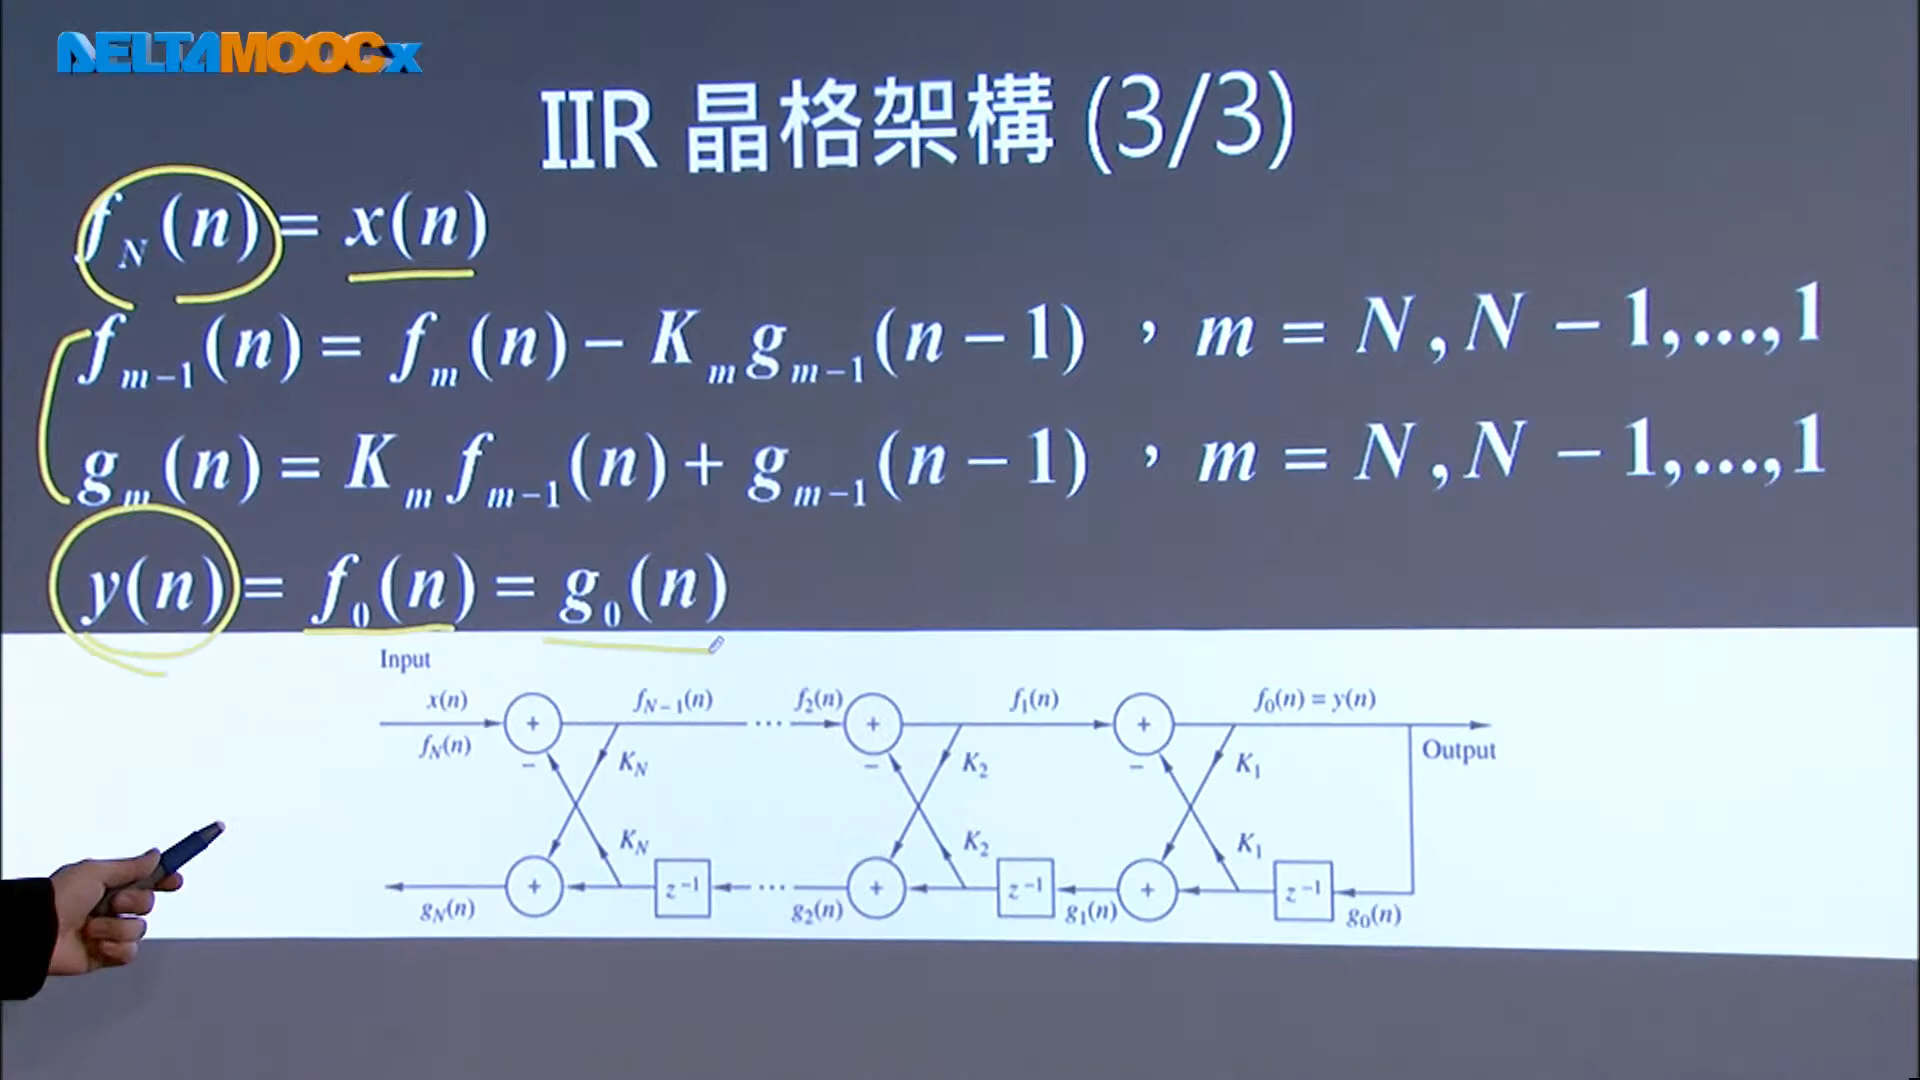 DELTAMOOCx
IIR 晶格架構 (3/3)
f_N(n) = x(n)
f_{m-1}(n) = f_m(n) - K_m g_{m-1}(n-1) , m = N, N-1,...,1
g_m(n) = K_m f_{m-1}(n) + g_{m-1}(n-1) , m = N, N-1,...,1
y(n) = f_0(n) = g_0(n)
Input
x(n) f_{N-1}(n) f_2(n) f_1(n) f_0(n) = y(n)
+ ... + +
f_N(n) Output
- K_N - K_2 - K_1
K_N K_2 K_1
+ z^{-1} ... + z^{-1} + z^{-1}
g_N(n) g_2(n) g_1(n) g_0(n)